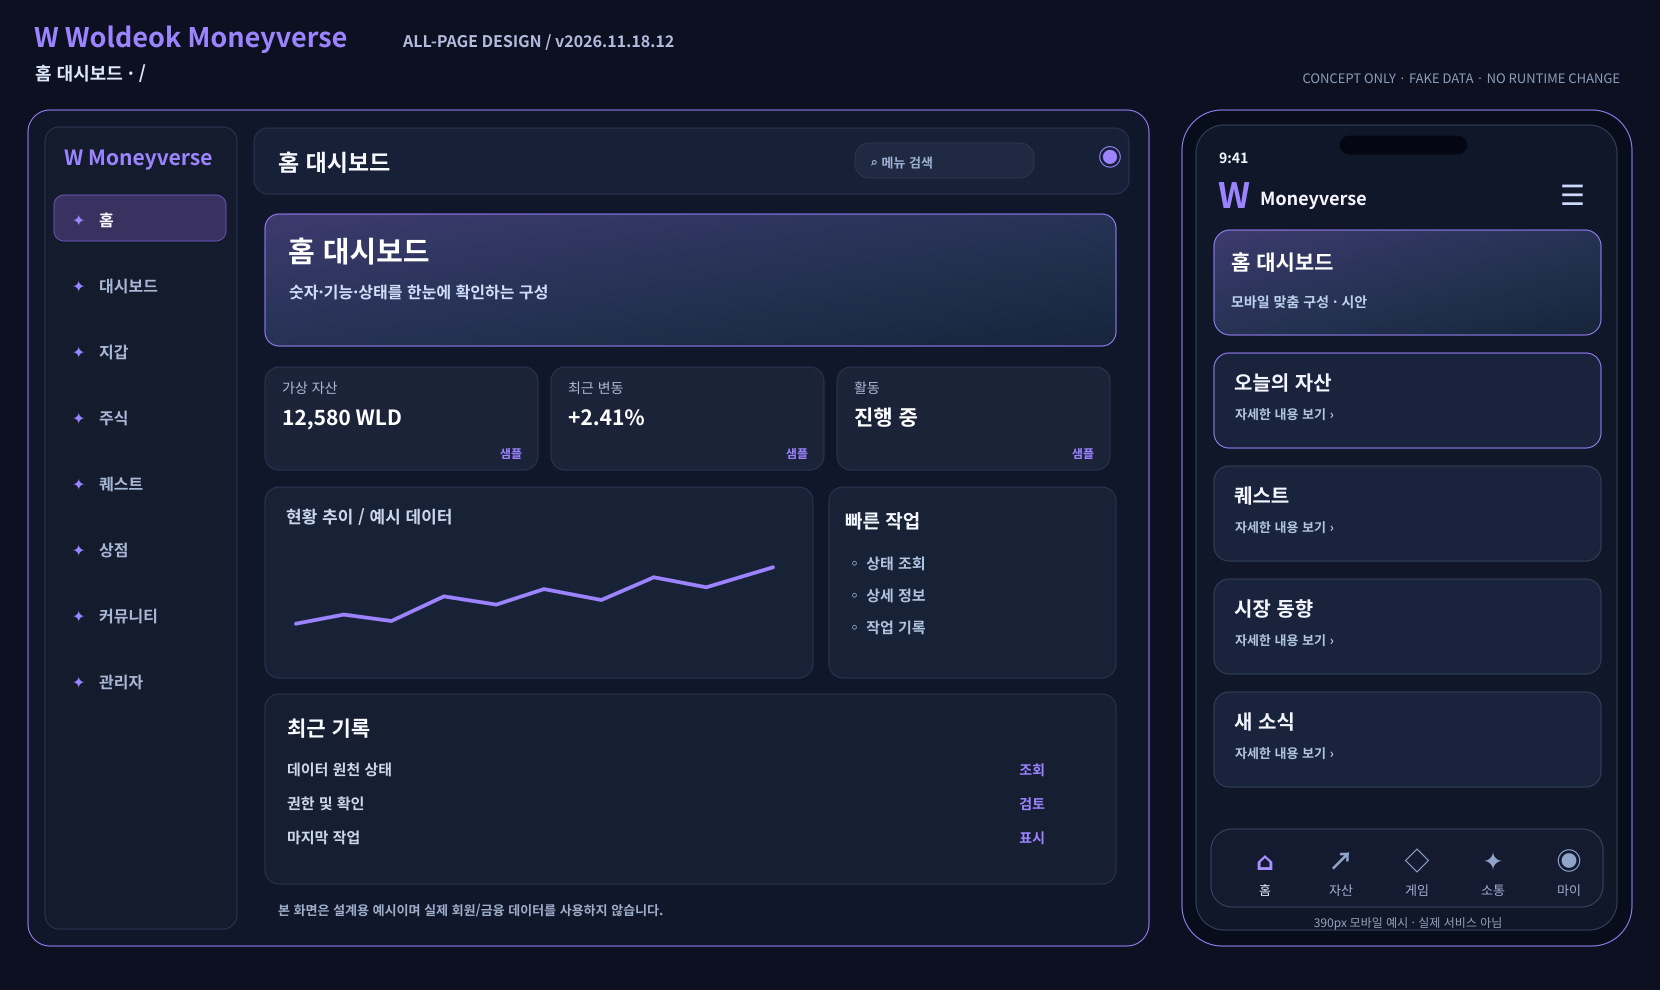 W Woldeok Moneyverse
ALL-PAGE DESIGN / v2026.11.18.12
홈 대시보드 · /
CONCEPT ONLY · FAKE DATA · NO RUNTIME CHANGE
W Moneyverse
홈
대시보드
지갑
주식
퀘스트
상점
커뮤니티
관리자
홈 대시보드
메뉴 검색
홈 대시보드
숫자·기능·상태를 한눈에 확인하는 구성
가상 자산
12,580 WLD
샘플
최근 변동
+2.41%
샘플
활동
진행 중
샘플
현황 추이 / 예시 데이터
빠른 작업
상태 조회
상세 정보
작업 기록
최근 기록
데이터 원천 상태 조회
권한 및 확인 검토
마지막 작업 표시
본 화면은 설계용 예시이며 실제 회원/금융 데이터를 사용하지 않습니다.
9:41
W Moneyverse
홈 대시보드
모바일 맞춤 구성 · 시안
오늘의 자산
자세한 내용 보기 ›
퀘스트
자세한 내용 보기 ›
시장 동향
자세한 내용 보기 ›
새 소식
자세한 내용 보기 ›
홈 자산 게임 소통 마이
390px 모바일 예시 · 실제 서비스 아님